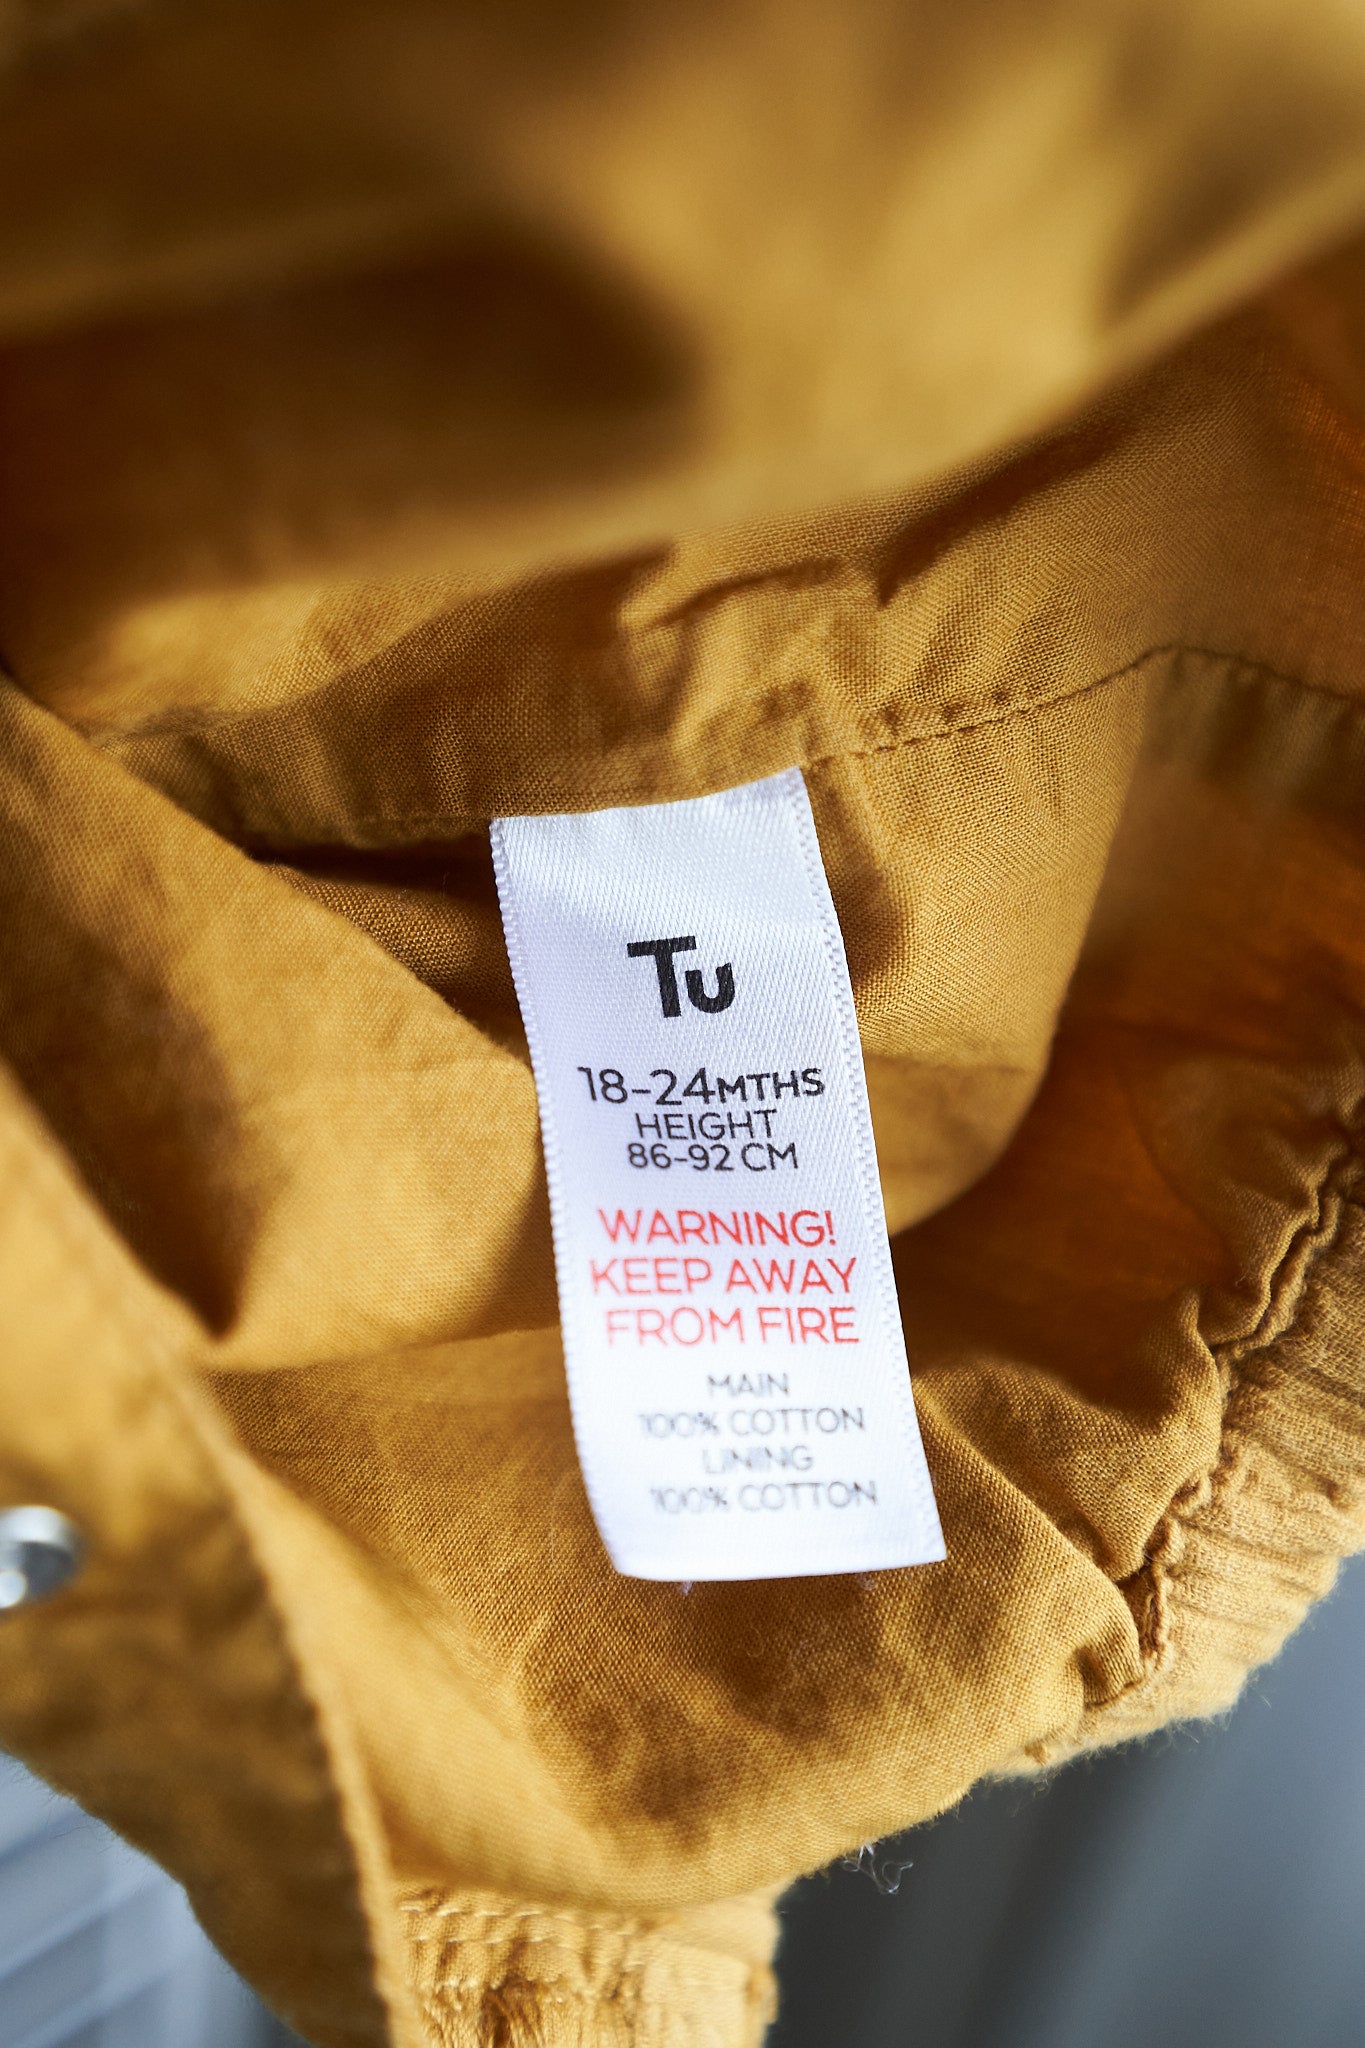 Tu
18-24MTHS
HEIGHT
86-92 CM
WARNING!
KEEP AWAY
FROM FIRE
MAIN
100% COTTON
LINING
100% COTTON